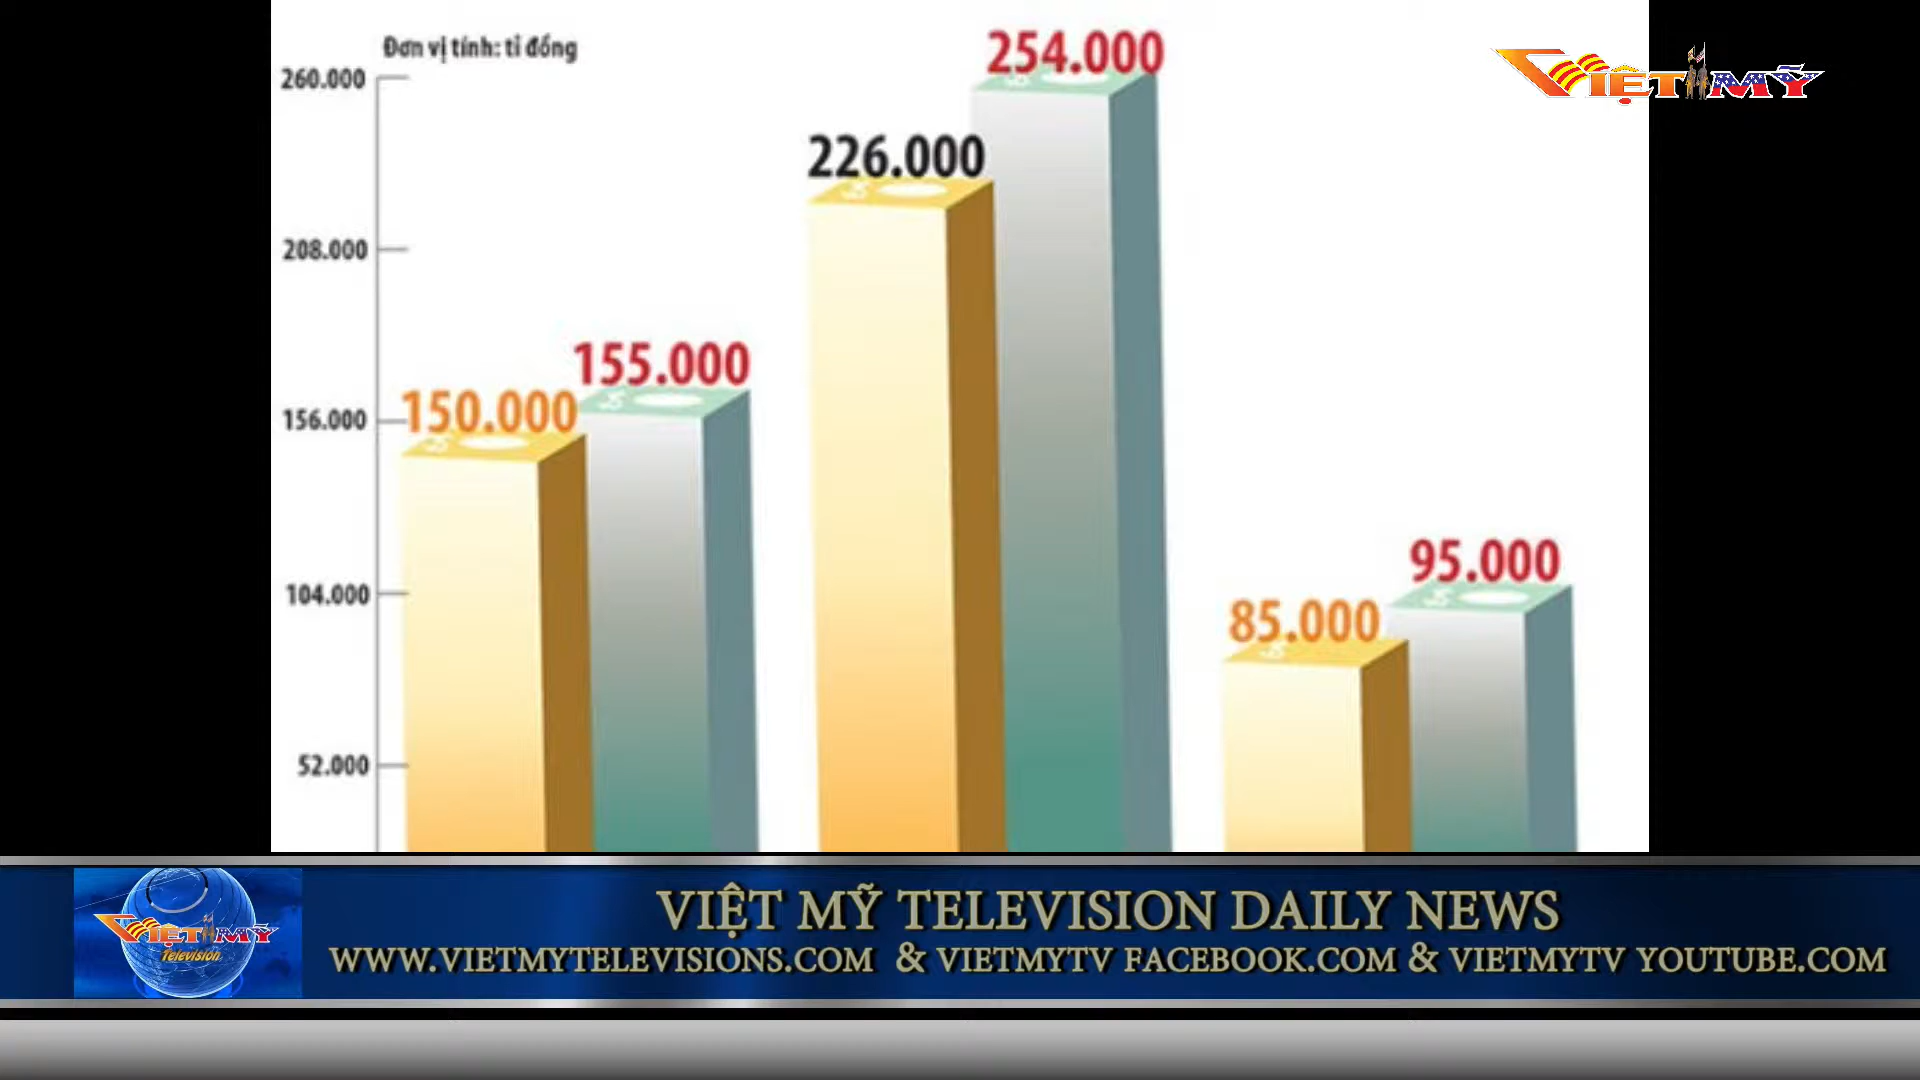 Đơn vị tính: tỉ đồng
254.000
VIỆT MỸ
260.000
226.000
208.000
155.000
150.000
156.000
95.000
85.000
104.000
52.000
VIỆT MỸ TELEVISION DAILY NEWS
VIỆT MỸ
Television
WWW.VIETMYTELEVISIONS.COM & VIETMYTV FACEBOOK.COM & VIETMYTV YOUTUBE.COM